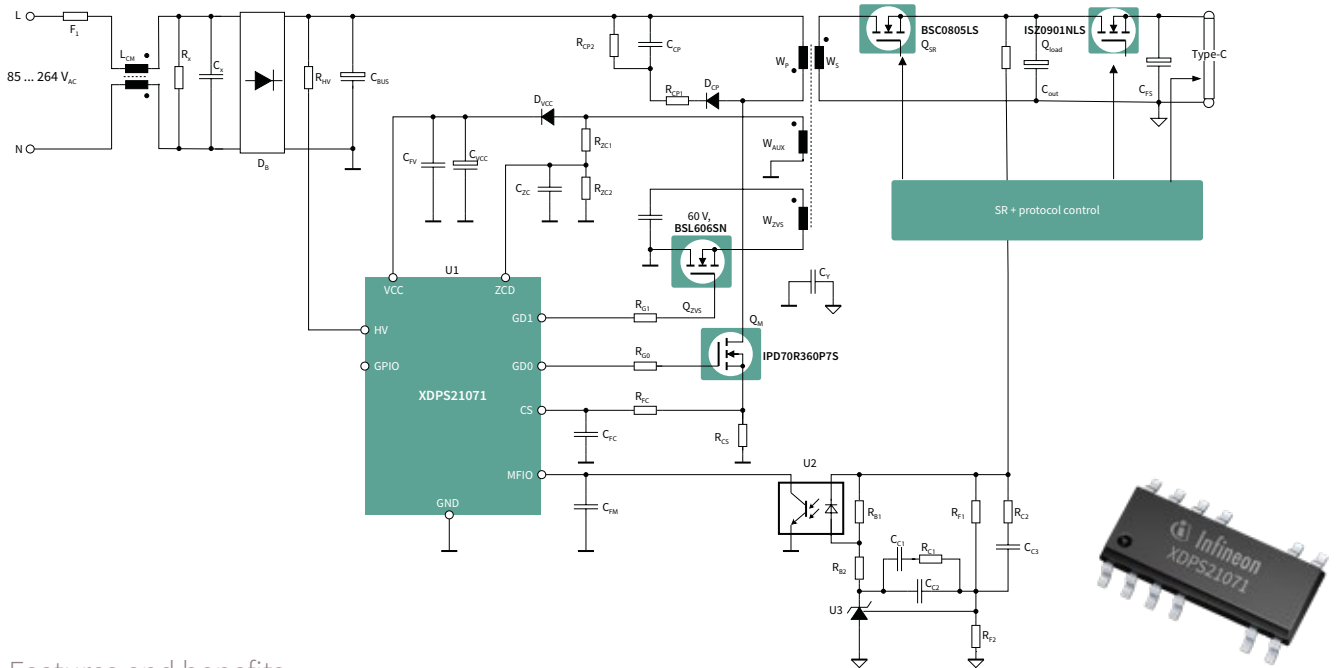 L
F1
LCM
Rx
Cx
85 ... 264 VAC
N
DB
RHV
CBUS
RCP2
CCP
RCP1
DCP
WP
WS
BSC0805LS
QSR
ISZ0901NLS
Qload
Cout
CFS
Type-C
DVCC
CFV
CVCC
RZC1
CZC
RZC2
WAUX
WZVS
60 V,
BSL606SN
QZVS
CY
SR + protocol control
U1
VCC
ZCD
HV
GPIO
XDPS21071
GD1
GD0
CS
MFIO
GND
RG1
RG0
QM
IPD70R360P7S
RFC
CFC
RCS
CFM
U2
RB1
RF1
RC2
CC1
RC1
CC3
RB2
CC2
U3
RF2
Infineon
XDPS21071
Features and benefits